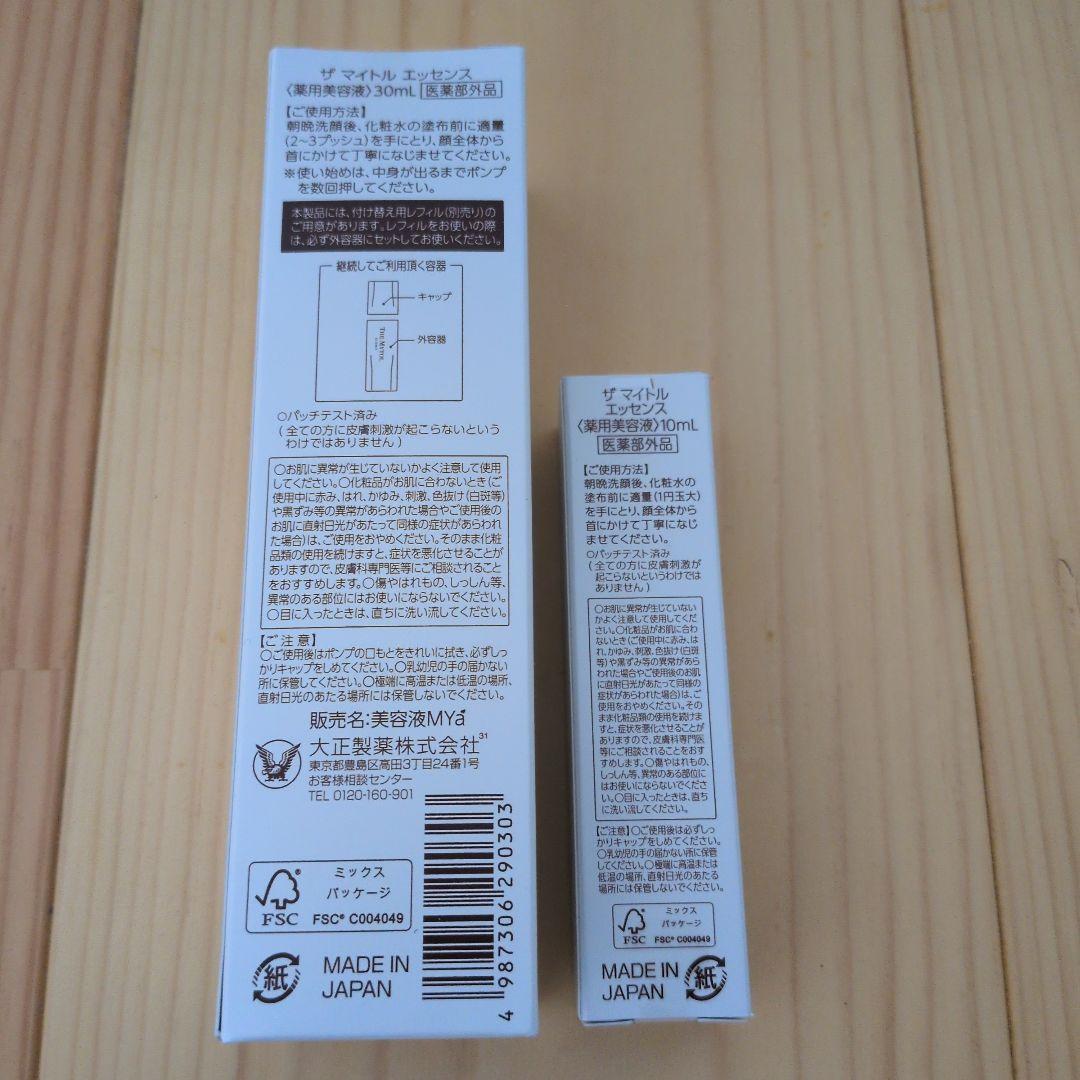 ザ マイトル エッセンス
〈薬用美容液〉30mL 医薬部外品
【ご使用方法】
朝晩洗顔後、化粧水の塗布前に適量
(2~3プッシュ)を手にとり、顔全体から
首にかけて丁寧になじませてください。
※使い始めは、中身が出るまでポンプ
を数回押してください。
本製品には、付け替え用レフィル(別売り)の
ご用意があります。レフィルをお使いの際
は、必ず外容器にセットしてお使いください。
継続してご利用頂く容器
キャップ
THE MYTOL
外容器
○パッチテスト済み
(全ての方に皮膚刺激が起こらないという
わけではありません)
○お肌に異常が生じていないかよく注意して使用
してください。○化粧品がお肌に合わないとき(ご
使用中に赤み、はれ、かゆみ、刺激、色抜け(白斑等)
や黒ずみ等の異常があらわれた場合やご使用後の
お肌に直射日光があたって同様の症状があらわれ
た場合)は、ご使用をおやめください。そのまま化粧
品類の使用を続けますと、症状を悪化させることが
ありますので、皮膚科専門医等にご相談されること
をおすすめします。○傷やはれもの、しっしん等、
異常のある部位にはお使いにならないでください。
○目に入ったときは、直ちに洗い流してください。
【ご注意】
○ご使用後はポンプの口もとをきれいに拭き、必ずしっ
かりキャップをしめてください。○乳幼児の手の届かない
所に保管してください。○極端に高温または低温の場所、
直射日光のあたる場所には保管しないでください。
販売名:美容液MYa
大正製薬株式会社 31
東京都豊島区高田3丁目24番1号
お客様相談センター
TEL 0120-160-901
FSC
ミックス
パッケージ
FSC® C004049
紙
MADE IN
JAPAN
4 987306 290303
ザ マイトル
エッセンス
〈薬用美容液〉10mL
医薬部外品
【ご使用方法】
朝晩洗顔後、化粧水の
塗布前に適量(1円玉大)
を手にとり、顔全体から
首にかけて丁寧になじ
ませてください。
○パッチテスト済み
(全ての方に皮膚刺激が
起こらないというわけでは
ありません)
○お肌に異常が生じていない
かよく注意して使用してくだ
さい。○化粧品がお肌に合わ
ないとき(ご使用中に赤み、は
れ、かゆみ、刺激、色抜け(白斑
等)や黒ずみ等の異常があら
われた場合やご使用後のお肌
に直射日光があたって同様の
症状があらわれた場合)は、ご
使用をおやめください。その
まま化粧品類の使用を続けま
すと、症状を悪化させることが
ありますので、皮膚科専門医
等にご相談されることをおす
すめします。○傷やはれもの、
しっしん等、異常のある部位に
はお使いにならないでくださ
い。○目に入ったときは、直ち
に洗い流してください。
【ご注意】○ご使用後は必ずしっ
かりキャップをしめてください。
○乳幼児の手の届かない所に保管
してください。○極端に高温または
低温の場所、直射日光のあたる
場所には保管しないでください。
FSC
ミックス
パッケージ
FSC® C004049
MADE IN
JAPAN
紙